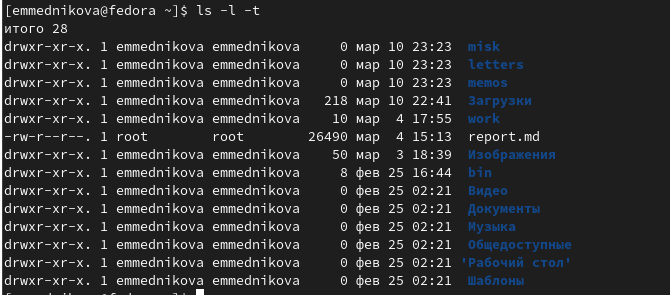 [emmednikova@fedora ~]$ ls -l -t
итого 28
drwxr-xr-x. 1 emmednikova emmednikova     0 мар 10 23:23  misk
drwxr-xr-x. 1 emmednikova emmednikova     0 мар 10 23:23  letters
drwxr-xr-x. 1 emmednikova emmednikova     0 мар 10 23:23  memos
drwxr-xr-x. 1 emmednikova emmednikova   218 мар 10 22:41  Загрузки
drwxr-xr-x. 1 emmednikova emmednikova    10 мар  4 17:55  work
-rw-r--r--. 1 root        root        26490 мар  4 15:13  report.md
drwxr-xr-x. 1 emmednikova emmednikova    50 мар  3 18:39  Изображения
drwxr-xr-x. 1 emmednikova emmednikova     8 фев 25 16:44  bin
drwxr-xr-x. 1 emmednikova emmednikova     0 фев 25 02:21  Видео
drwxr-xr-x. 1 emmednikova emmednikova     0 фев 25 02:21  Документы
drwxr-xr-x. 1 emmednikova emmednikova     0 фев 25 02:21  Музыка
drwxr-xr-x. 1 emmednikova emmednikova     0 фев 25 02:21  Общедоступные
drwxr-xr-x. 1 emmednikova emmednikova     0 фев 25 02:21 'Рабочий стол'
drwxr-xr-x. 1 emmednikova emmednikova     0 фев 25 02:21  Шаблоны